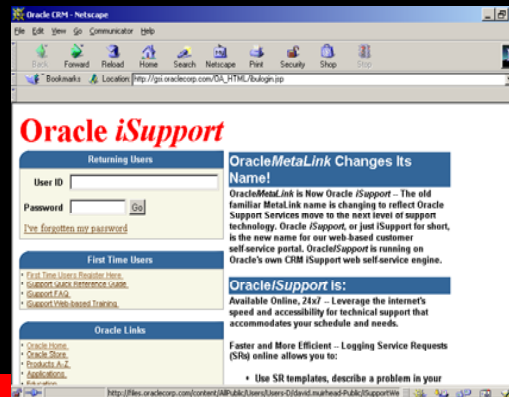 Oracle CRM - Netscape
File Edit View Go Communicator Help
Back Forward Reload Home Search Netscape Print Security Shop Stop
Bookmarks Location: http://gsi.oraclecorp.com/OA_HTML/ibulogin.jsp
Oracle iSupport
Returning Users
User ID
Password Go
I've forgotten my password
First Time Users
First Time Users Register Here.
iSupport Quick Reference Guide.
iSupport FAQ.
iSupport Web-based Training.
Oracle Links
Oracle Home.
Oracle Store.
Products A-Z.
Applications.
Education.
OracleMetaLink Changes Its
Name!
OracleMetaLink is Now Oracle iSupport -- The old
familiar MetaLink name is changing to reflect Oracle
Support Services move to the next level of support
technology. Oracle iSupport, or just iSupport for short,
is the new name for our web-based customer
self-service portal. OracleiSupport is running on
Oracle's own CRM iSupport web self-service engine.
OracleiSupport is:
Available Online, 24x7 -- Leverage the internet's
speed and accessibility for technical support that
accommodates your schedule and needs.
Faster and More Efficient -- Logging Service Requests
(SRs) online allows you to:
• Use SR templates, describe a problem in your
http://files.oraclecorp.com/content/AllPublic/Users/Users-D/david.muirhead-Public/iSupportWe